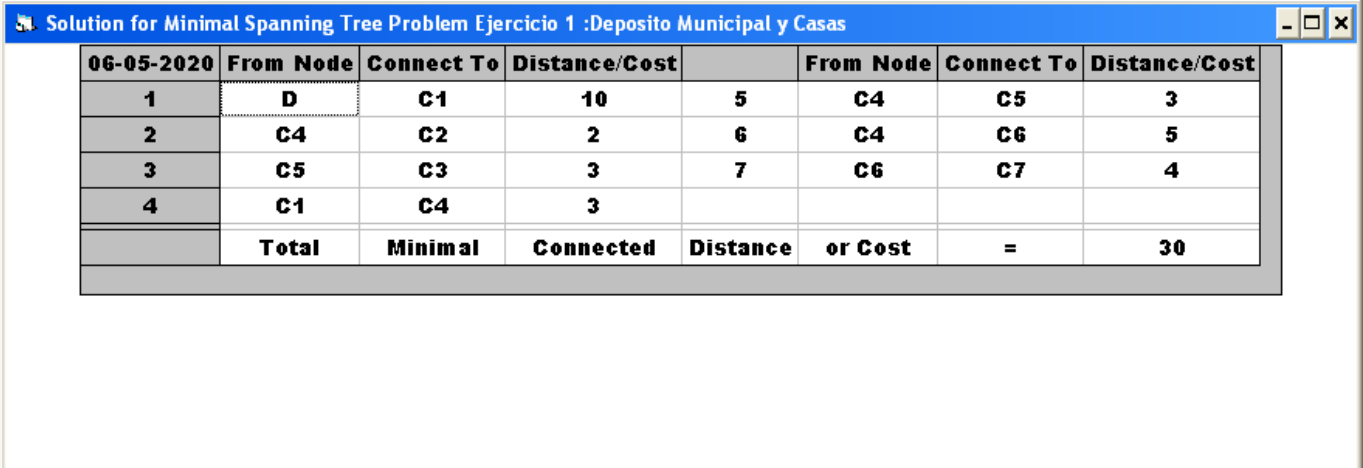 Solution for Minimal Spanning Tree Problem Ejercicio 1 :Deposito Municipal y Casas
06-05-2020 From Node Connect To Distance/Cost From Node Connect To Distance/Cost
1 D C1 10 5 C4 C5 3
2 C4 C2 2 6 C4 C6 5
3 C5 C3 3 7 C6 C7 4
4 C1 C4 3
Total Minimal Connected Distance or Cost = 30